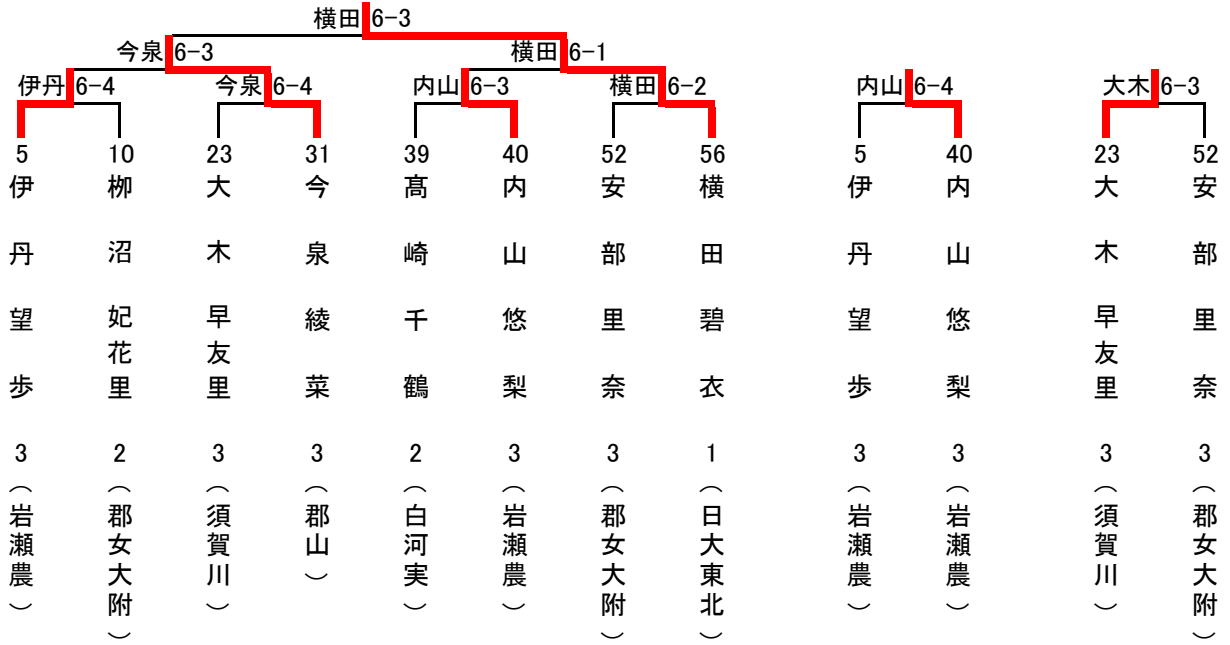 横田 6-3
今泉 6-3
横田 6-1
伊丹 6-4
今泉 6-4
内山 6-3
横田 6-2
内山 6-4
大木 6-3
5 伊丹望歩 3（岩瀬農）
10 栁沼妃花里 2（郡女大附）
23 大木早友里 3（須賀川）
31 今泉綾菜 3（郡山）
39 髙崎千鶴 2（白河実）
40 内山悠梨 3（岩瀬農）
52 安部里奈 3（郡女大附）
56 横田碧衣 1（日大東北）
5 伊丹望歩 3（岩瀬農）
40 内山悠梨 3（岩瀬農）
23 大木早友里 3（須賀川）
52 安部里奈 3（郡女大附）